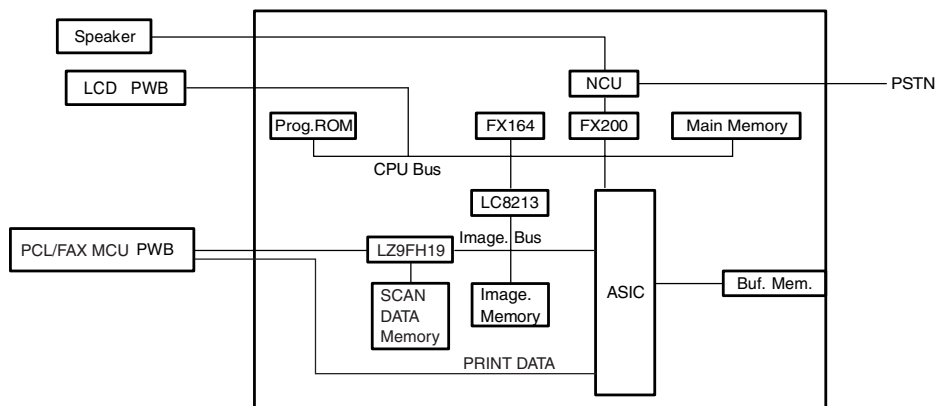 Speaker
LCD PWB
NCU
PSTN
Prog.ROM
FX164
FX200
Main Memory
CPU Bus
LC8213
PCL/FAX MCU PWB
LZ9FH19
Image. Bus
SCAN
DATA
Memory
Image.
Memory
ASIC
Buf. Mem.
PRINT DATA